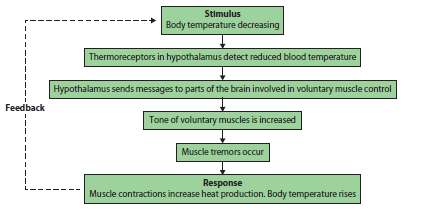 Stimulus
Body temperature decreasing
Thermoreceptors in hypothalamus detect reduced blood temperature
Hypothalamus sends messages to parts of the brain involved in voluntary muscle control
Feedback
Tone of voluntary muscles is increased
Muscle tremors occur
Response
Muscle contractions increase heat production. Body temperature rises